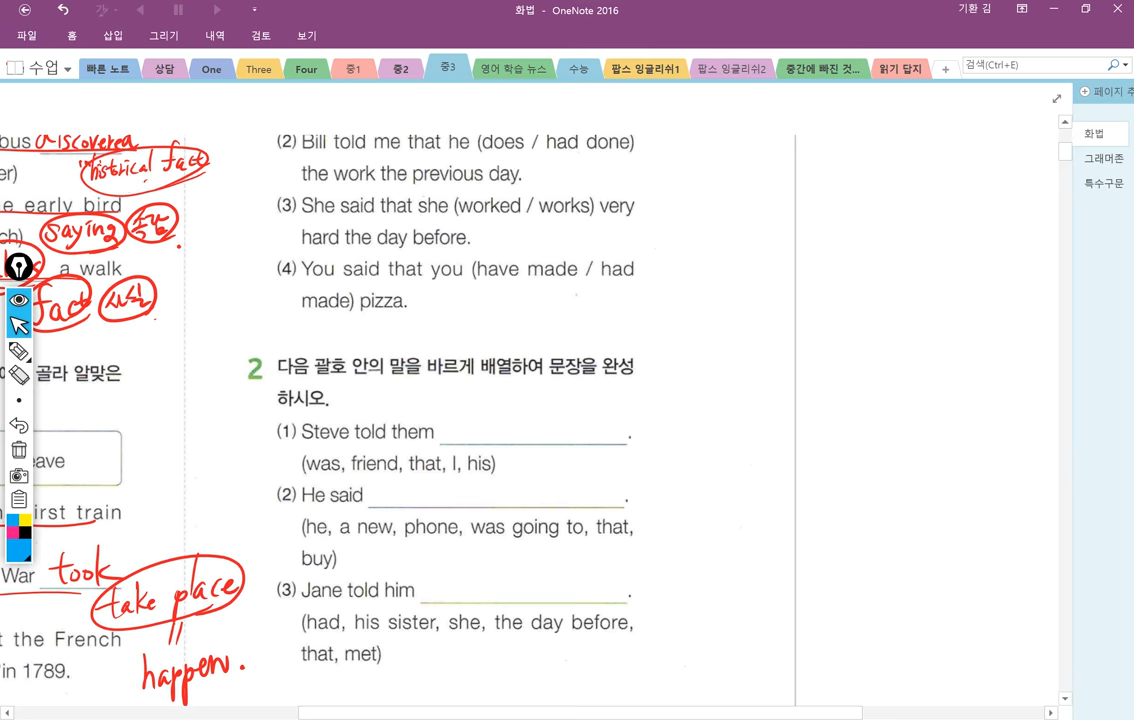 화법 - OneNote 2016
기환 김
파일 홈 삽입 그리기 내역 검토 보기
수업 빠른 노트 상담 One Three Four 중1 중2 중3 영어 학습 뉴스 수능 팝스 잉글리쉬1 팝스 잉글리쉬2 중간에 빠진 것... 읽기 답지 + 검색(Ctrl+E)
페이지 추
화법
그래머존
특수구문
bus discovered
historical fact
er)
e early bird
ch) saying 속담
a walk
fact 사실
골라 알맞은
eave
irst train
War took
take place
=
happen.
t the French
in 1789.
(2) Bill told me that he (does / had done)
the work the previous day.
(3) She said that she (worked / works) very
hard the day before.
(4) You said that you (have made / had
made) pizza.
2 다음 괄호 안의 말을 바르게 배열하여 문장을 완성
하시오.
(1) Steve told them ____________ .
(was, friend, that, I, his)
(2) He said ____________ .
(he, a new, phone, was going to, that,
buy)
(3) Jane told him ____________ .
(had, his sister, she, the day before,
that, met)